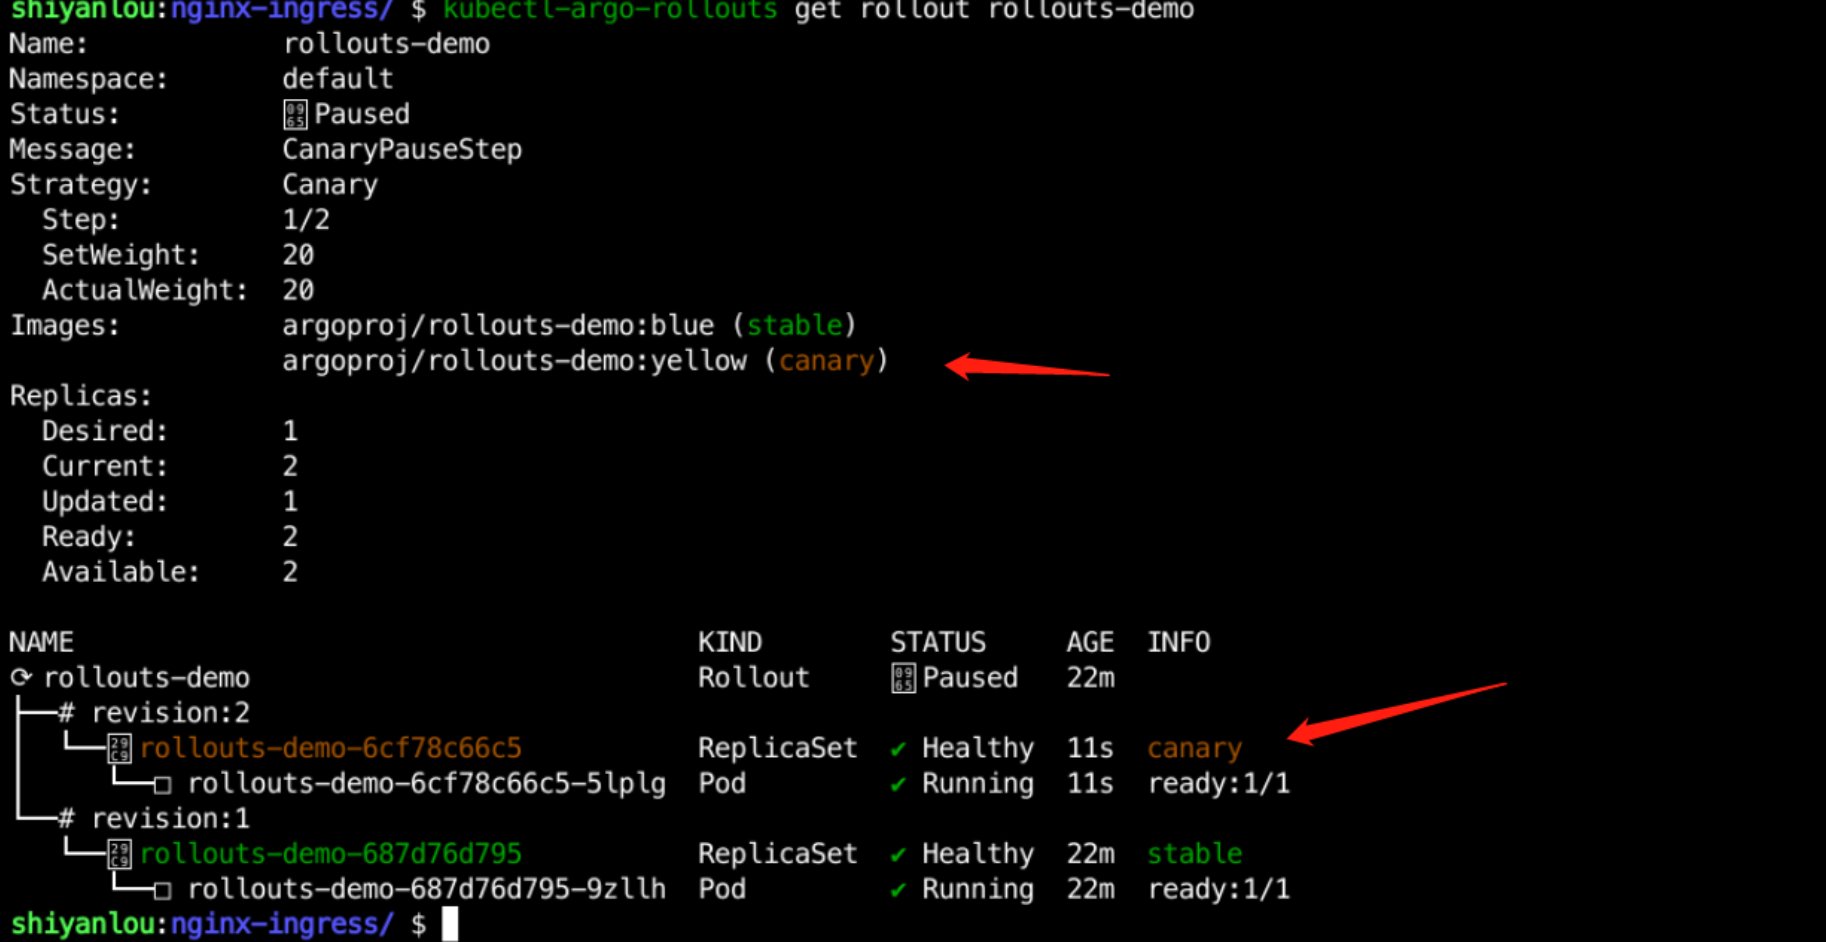 shiyanlou:nginx-ingress/ $ kubectl-argo-rollouts get rollout rollouts-demo
Name:            rollouts-demo
Namespace:       default
Status:          ॥ Paused
Message:         CanaryPauseStep
Strategy:        Canary
  Step:          1/2
  SetWeight:     20
  ActualWeight:  20
Images:          argoproj/rollouts-demo:blue (stable)
                 argoproj/rollouts-demo:yellow (canary)
Replicas:
  Desired:       1
  Current:       2
  Updated:       1
  Ready:         2
  Available:     2
NAME                                       KIND        STATUS     AGE  INFO
⟳ rollouts-demo                            Rollout     ॥ Paused   22m
├──# revision:2
│  └──⧉ rollouts-demo-6cf78c66c5           ReplicaSet  ✔ Healthy  11s  canary
│     └──□ rollouts-demo-6cf78c66c5-5lplg  Pod         ✔ Running  11s  ready:1/1
└──# revision:1
   └──⧉ rollouts-demo-687d76d795           ReplicaSet  ✔ Healthy  22m  stable
      └──□ rollouts-demo-687d76d795-9zllh  Pod         ✔ Running  22m  ready:1/1
shiyanlou:nginx-ingress/ $